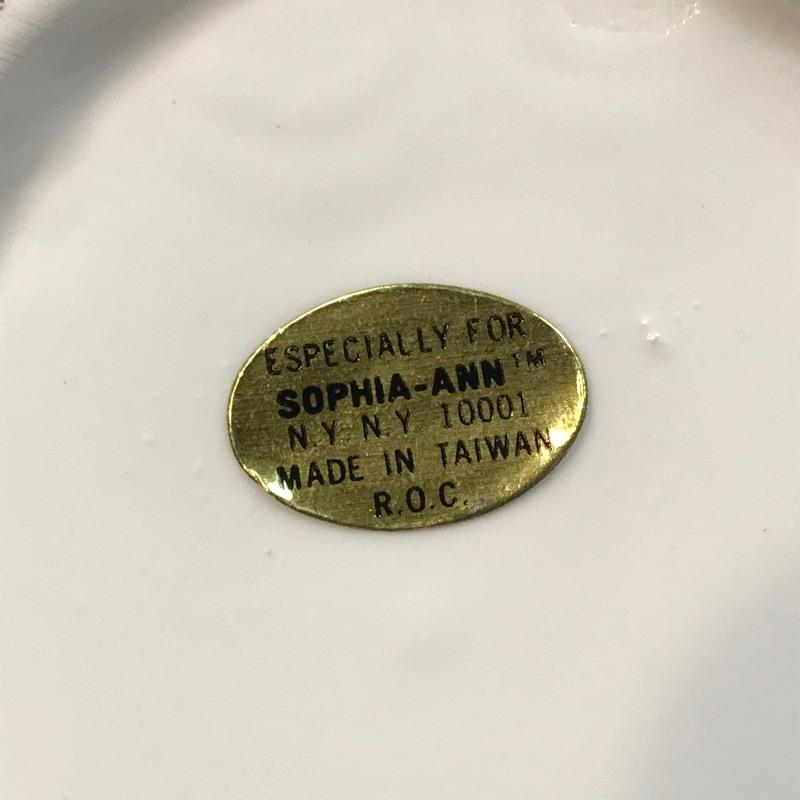 ESPECIALLY FOR
SOPHIA-ANN™
N.Y. N.Y. 10001
MADE IN TAIWAN
R.O.C.